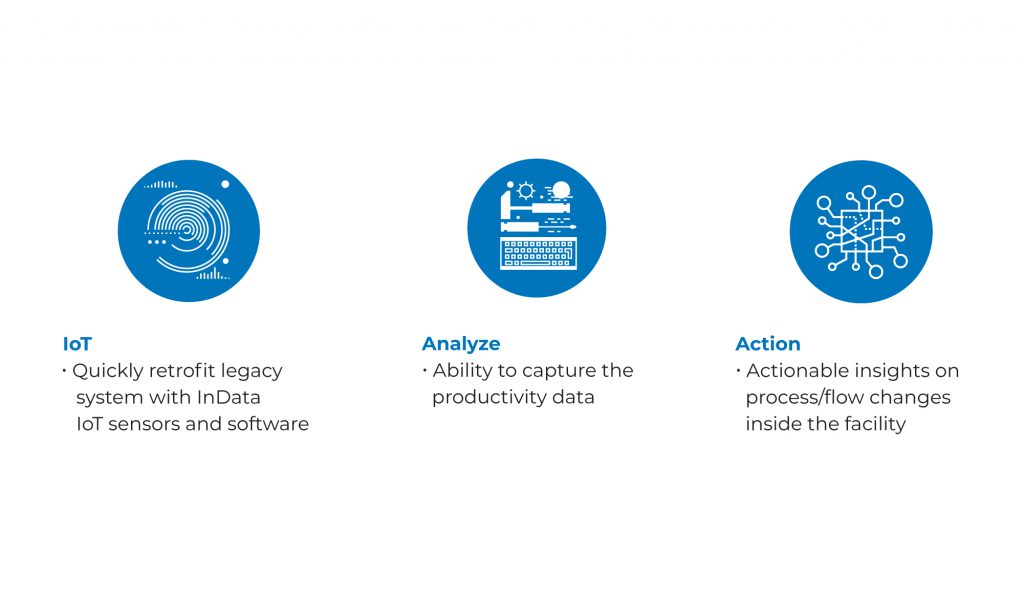 IoT
· Quickly retrofit legacy
system with InData
IoT sensors and software
Analyze
· Ability to capture the
productivity data
Action
· Actionable insights on
process/flow changes
inside the facility